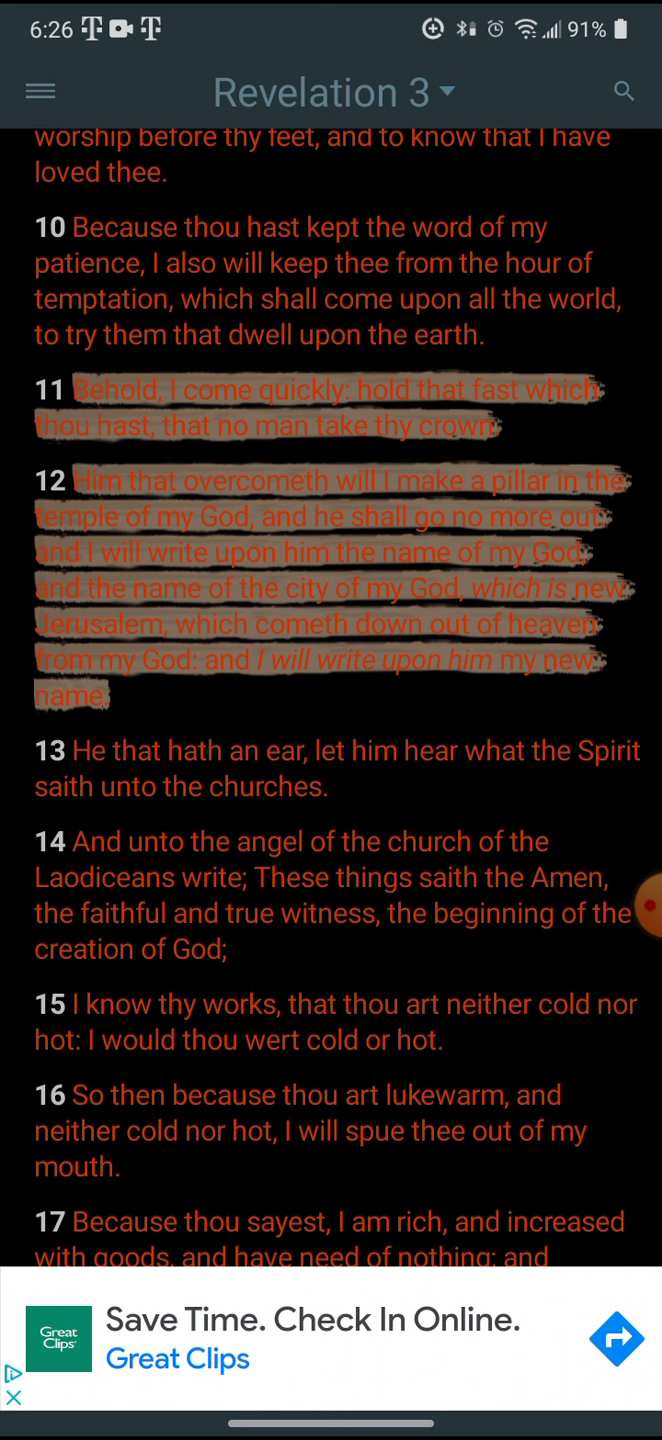 6:26 91%
Revelation 3
worship before thy feet, and to know that I have
loved thee.
10 Because thou hast kept the word of my
patience, I also will keep thee from the hour of
temptation, which shall come upon all the world,
to try them that dwell upon the earth.
11 Behold, I come quickly: hold that fast which
thou hast, that no man take thy crown.
12 Him that overcometh will I make a pillar in the
temple of my God, and he shall go no more out:
and I will write upon him the name of my God,
and the name of the city of my God, which is new
Jerusalem, which cometh down out of heaven
from my God: and I will write upon him my new
name.
13 He that hath an ear, let him hear what the Spirit
saith unto the churches.
14 And unto the angel of the church of the
Laodiceans write; These things saith the Amen,
the faithful and true witness, the beginning of the
creation of God;
15 I know thy works, that thou art neither cold nor
hot: I would thou wert cold or hot.
16 So then because thou art lukewarm, and
neither cold nor hot, I will spue thee out of my
mouth.
17 Because thou sayest, I am rich, and increased
with goods, and have need of nothing; and
Great
Clips
Save Time. Check In Online.
Great Clips